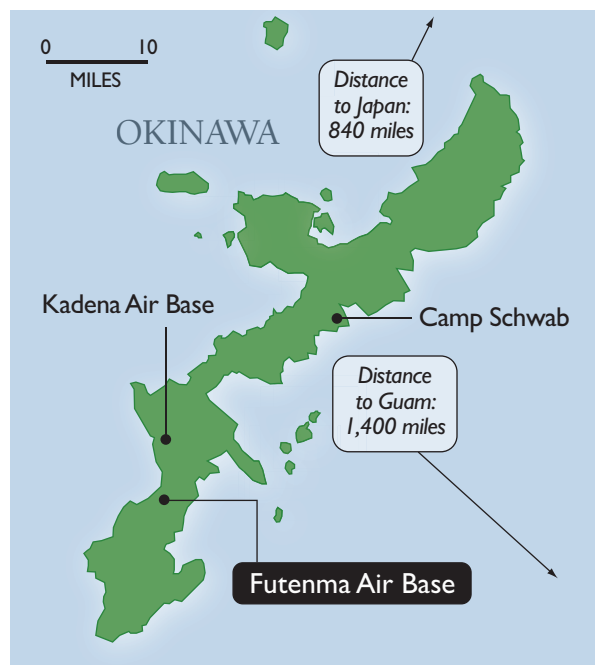 0 10
MILES
Distance
to Japan:
840 miles
OKINAWA
Kadena Air Base
Camp Schwab
Distance
to Guam:
1,400 miles
Futenma Air Base